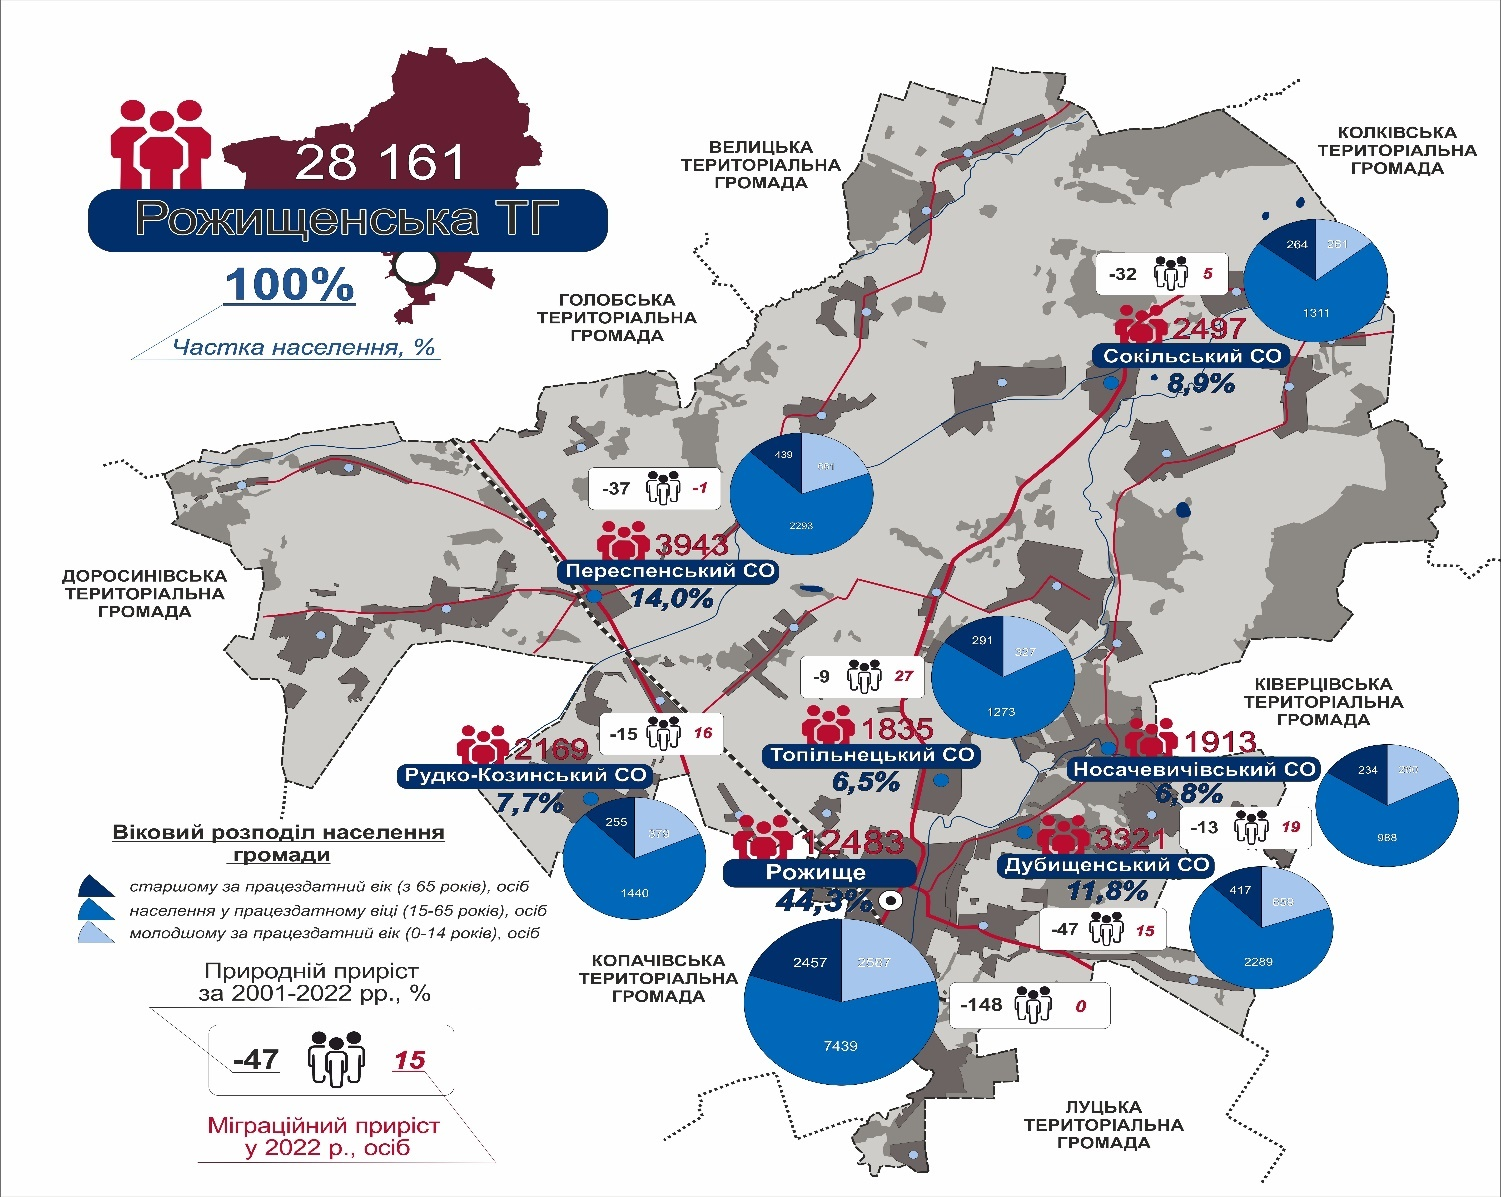 28 161
Рожищенська ТГ
100%
Частка населення, %
ВЕЛИЦЬКА
ТЕРИТОРІАЛЬНА
ГРОМАДА
КОЛКІВСЬКА
ТЕРИТОРІАЛЬНА
ГРОМАДА
ГОЛОБСЬКА
ТЕРИТОРІАЛЬНА
ГРОМАДА
-32
5
264
261
1311
2497
Сокільський СО
8,9%
-37
-1
439
2293
3943
Переспенський СО
14,0%
ДОРОСИНІВСЬКА
ТЕРИТОРІАЛЬНА
ГРОМАДА
-9
27
291
327
1273
1835
Топільнецький СО
6,5%
КІВЕРЦІВСЬКА
ТЕРИТОРІАЛЬНА
ГРОМАДА
-15
16
2169
Рудко-Козинський СО
7,7%
255
1440
1913
Носачевичівський СО
6,8%
-13
19
234
988
12483
Рожище
44,3%
2457
7439
-148
0
3321
Дубищенський СО
11,8%
-47
15
417
659
2289
Віковий розподіл населення
громади
старшому за працездатний вік (з 65 років), осіб
населення у працездатному віці (15-65 років), осіб
молодшому за працездатний вік (0-14 років), осіб
Природній приріст
за 2001-2022 рр., %
-47
15
Міграційний приріст
у 2022 р., осіб
КОПАЧІВСЬКА
ТЕРИТОРІАЛЬНА
ГРОМАДА
ЛУЦЬКА
ТЕРИТОРІАЛЬНА
ГРОМАДА